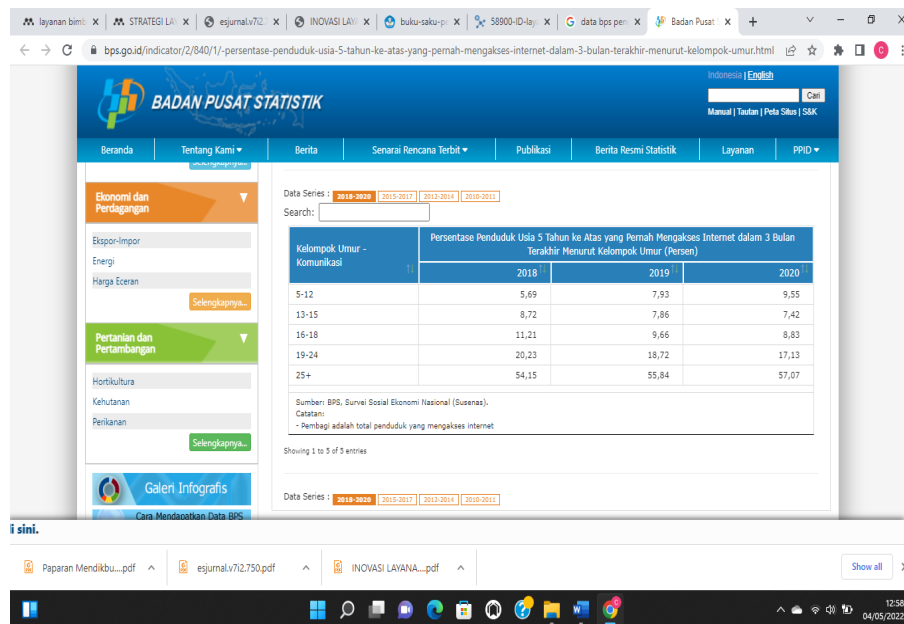 layanan bimb
STRATEGI LA
esjurnal.v7i2.
INOVASI LAYA
buku-saku-pe
58900-ID-lay
data bps pen
Badan Pusat
bps.go.id/indicator/2/840/1/-persentase-penduduk-usia-5-tahun-ke-atas-yang-pernah-mengakses-internet-dalam-3-bulan-terakhir-menurut-kelompok-umur.html
C
Indonesia | English
BADAN PUSAT STATISTIK
Cari
Manual | Tautan | Peta Situs | S&K
Beranda Tentang Kami Berita Senarai Rencana Terbit Publikasi Berita Resmi Statistik Layanan PPID
Selengkapnya...
Ekonomi dan
Perdagangan
Ekspor-Impor
Energi
Harga Eceran
Selengkapnya...
Pertanian dan
Pertambangan
Hortikultura
Kehutanan
Perikanan
Selengkapnya...
Galeri Infografis
Cara Mendapatkan Data BPS
Data Series : 2018-2020 2015-2017 2012-2014 2010-2011
Search:
Kelompok Umur -
Komunikasi
Persentase Penduduk Usia 5 Tahun ke Atas yang Pernah Mengakses Internet dalam 3 Bulan
Terakhir Menurut Kelompok Umur (Persen)
2018 2019 2020
5-12 5,69 7,93 9,55
13-15 8,72 7,86 7,42
16-18 11,21 9,66 8,83
19-24 20,23 18,72 17,13
25+ 54,15 55,84 57,07
Sumber: BPS, Survei Sosial Ekonomi Nasional (Susenas).
Catatan:
- Pembagi adalah total penduduk yang mengakses internet
Showing 1 to 5 of 5 entries
Data Series : 2018-2020 2015-2017 2012-2014 2010-2011
i sini.
Paparan Mendikbu....pdf
esjurnal.v7i2.750.pdf
INOVASI LAYANA....pdf
Show all
12:58
04/05/2022